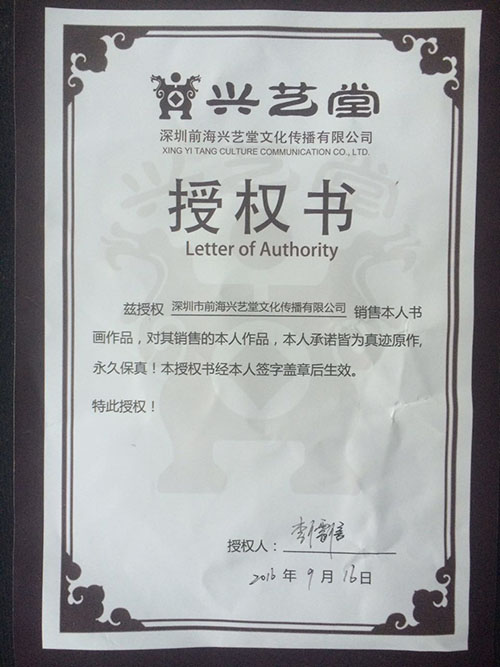 兴艺堂
深圳前海兴艺堂文化传播有限公司
XING YI TANG CULTURE COMMUNICATION CO., LTD.
授权书
Letter of Authority
兹授权 深圳市前海兴艺堂文化传播有限公司 销售本人书
画作品，对其销售的本人作品，本人承诺皆为真迹原作，
永久保真！本授权书经本人签字盖章后生效。
特此授权！
授权人：
2016 年 9 月 16 日